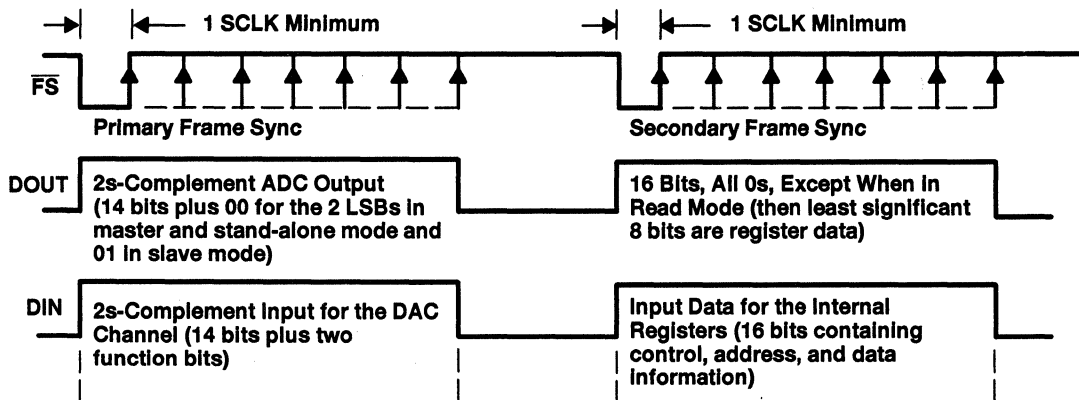 1 SCLK Minimum
1 SCLK Minimum
FS
Primary Frame Sync
Secondary Frame Sync
DOUT
2s-Complement ADC Output
(14 bits plus 00 for the 2 LSBs in
master and stand-alone mode and
01 in slave mode)
16 Bits, All 0s, Except When in
Read Mode (then least significant
8 bits are register data)
DIN
2s-Complement Input for the DAC
Channel (14 bits plus two
function bits)
Input Data for the Internal
Registers (16 bits containing
control, address, and data
information)